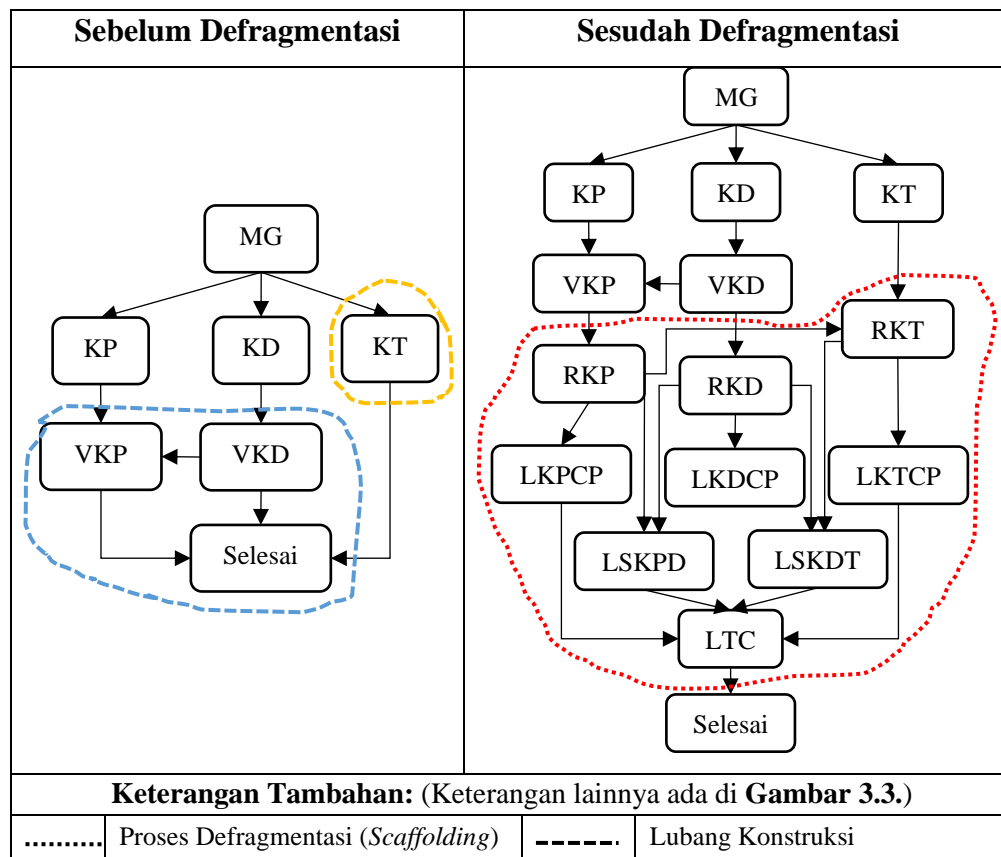 Sebelum Defragmentasi
Sesudah Defragmentasi
MG
KP
KD
KT
VKP
VKD
Selesai
MG
KP
KD
KT
VKP
VKD
RKP
RKD
RKT
LKPCP
LKDCP
LKTCP
LSKPD
LSKDT
LTC
Selesai
Keterangan Tambahan: (Keterangan lainnya ada di Gambar 3.3.)
Proses Defragmentasi (Scaffolding)
Lubang Konstruksi